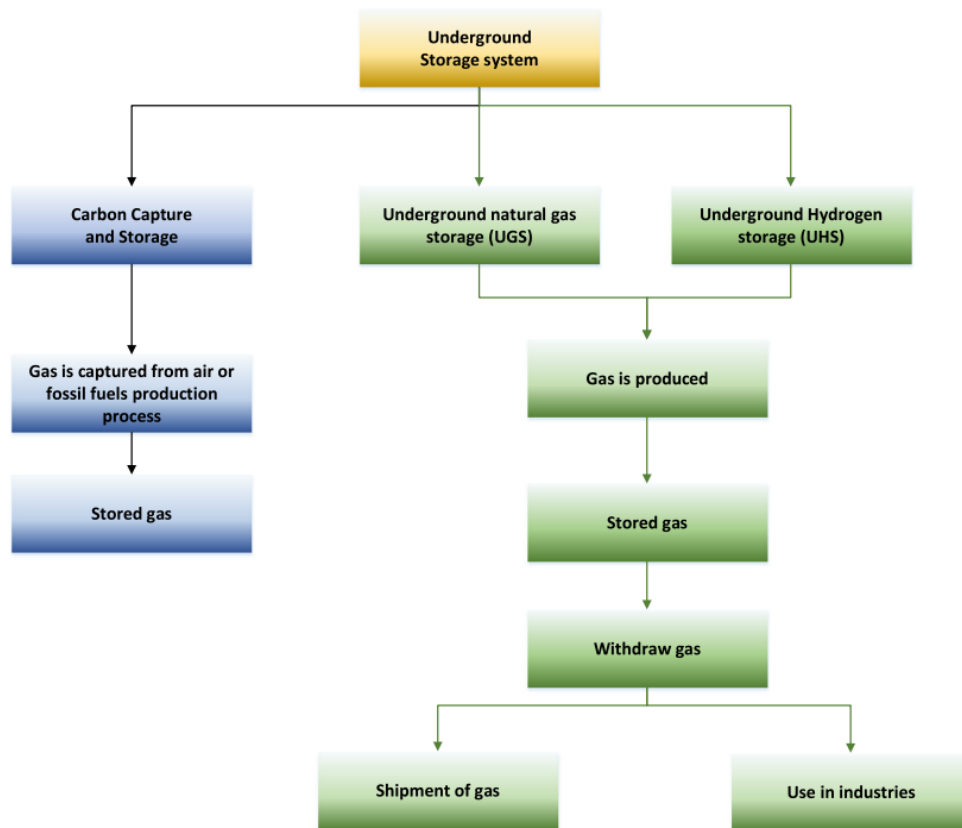 Underground
Storage system
Carbon Capture
and Storage
Underground natural gas
storage (UGS)
Underground Hydrogen
storage (UHS)
Gas is captured from air or
fossil fuels production
process
Gas is produced
Stored gas
Stored gas
Withdraw gas
Shipment of gas
Use in industries